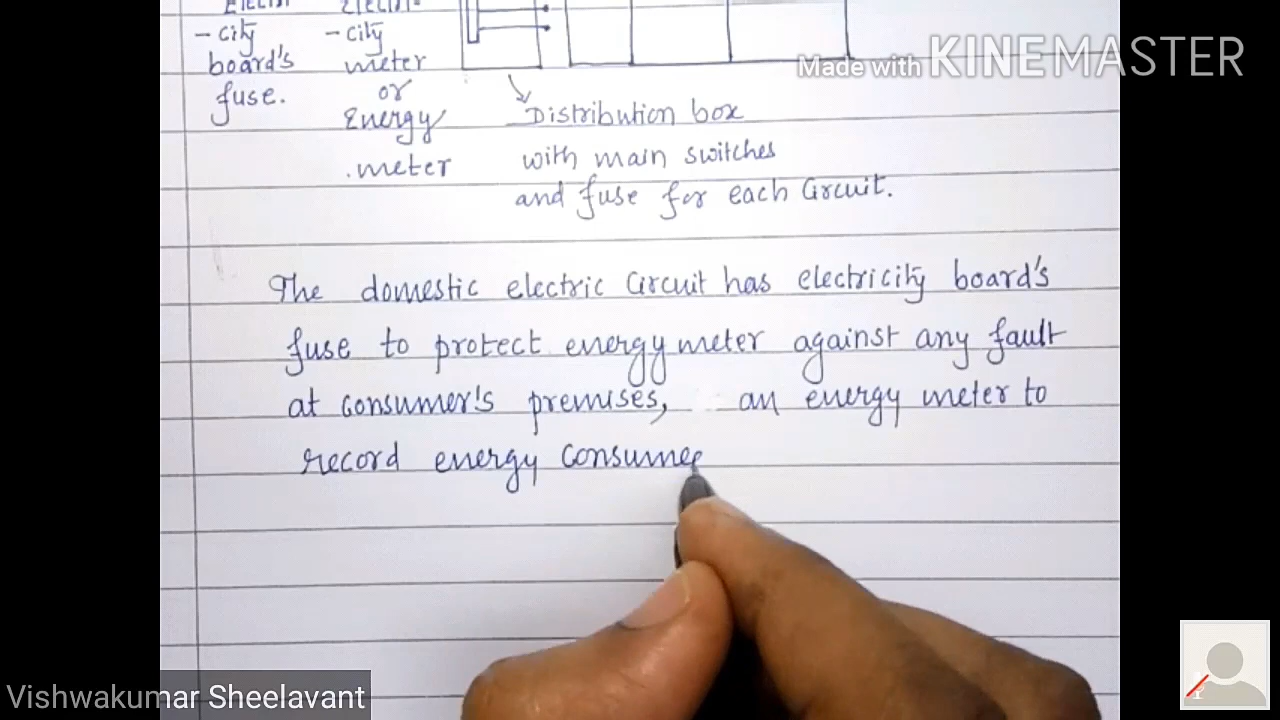 - city
board's
fuse.
- city
meter
or
Energy
meter
Distribution box
with main switches
and fuse for each Circuit.
The domestic electric Circuit has electricity board's
fuse to protect energy meter against any fault
at consumer's premises, an energy meter to
record energy consume
Made with KINEMASTER
Vishwakumar Sheelavant